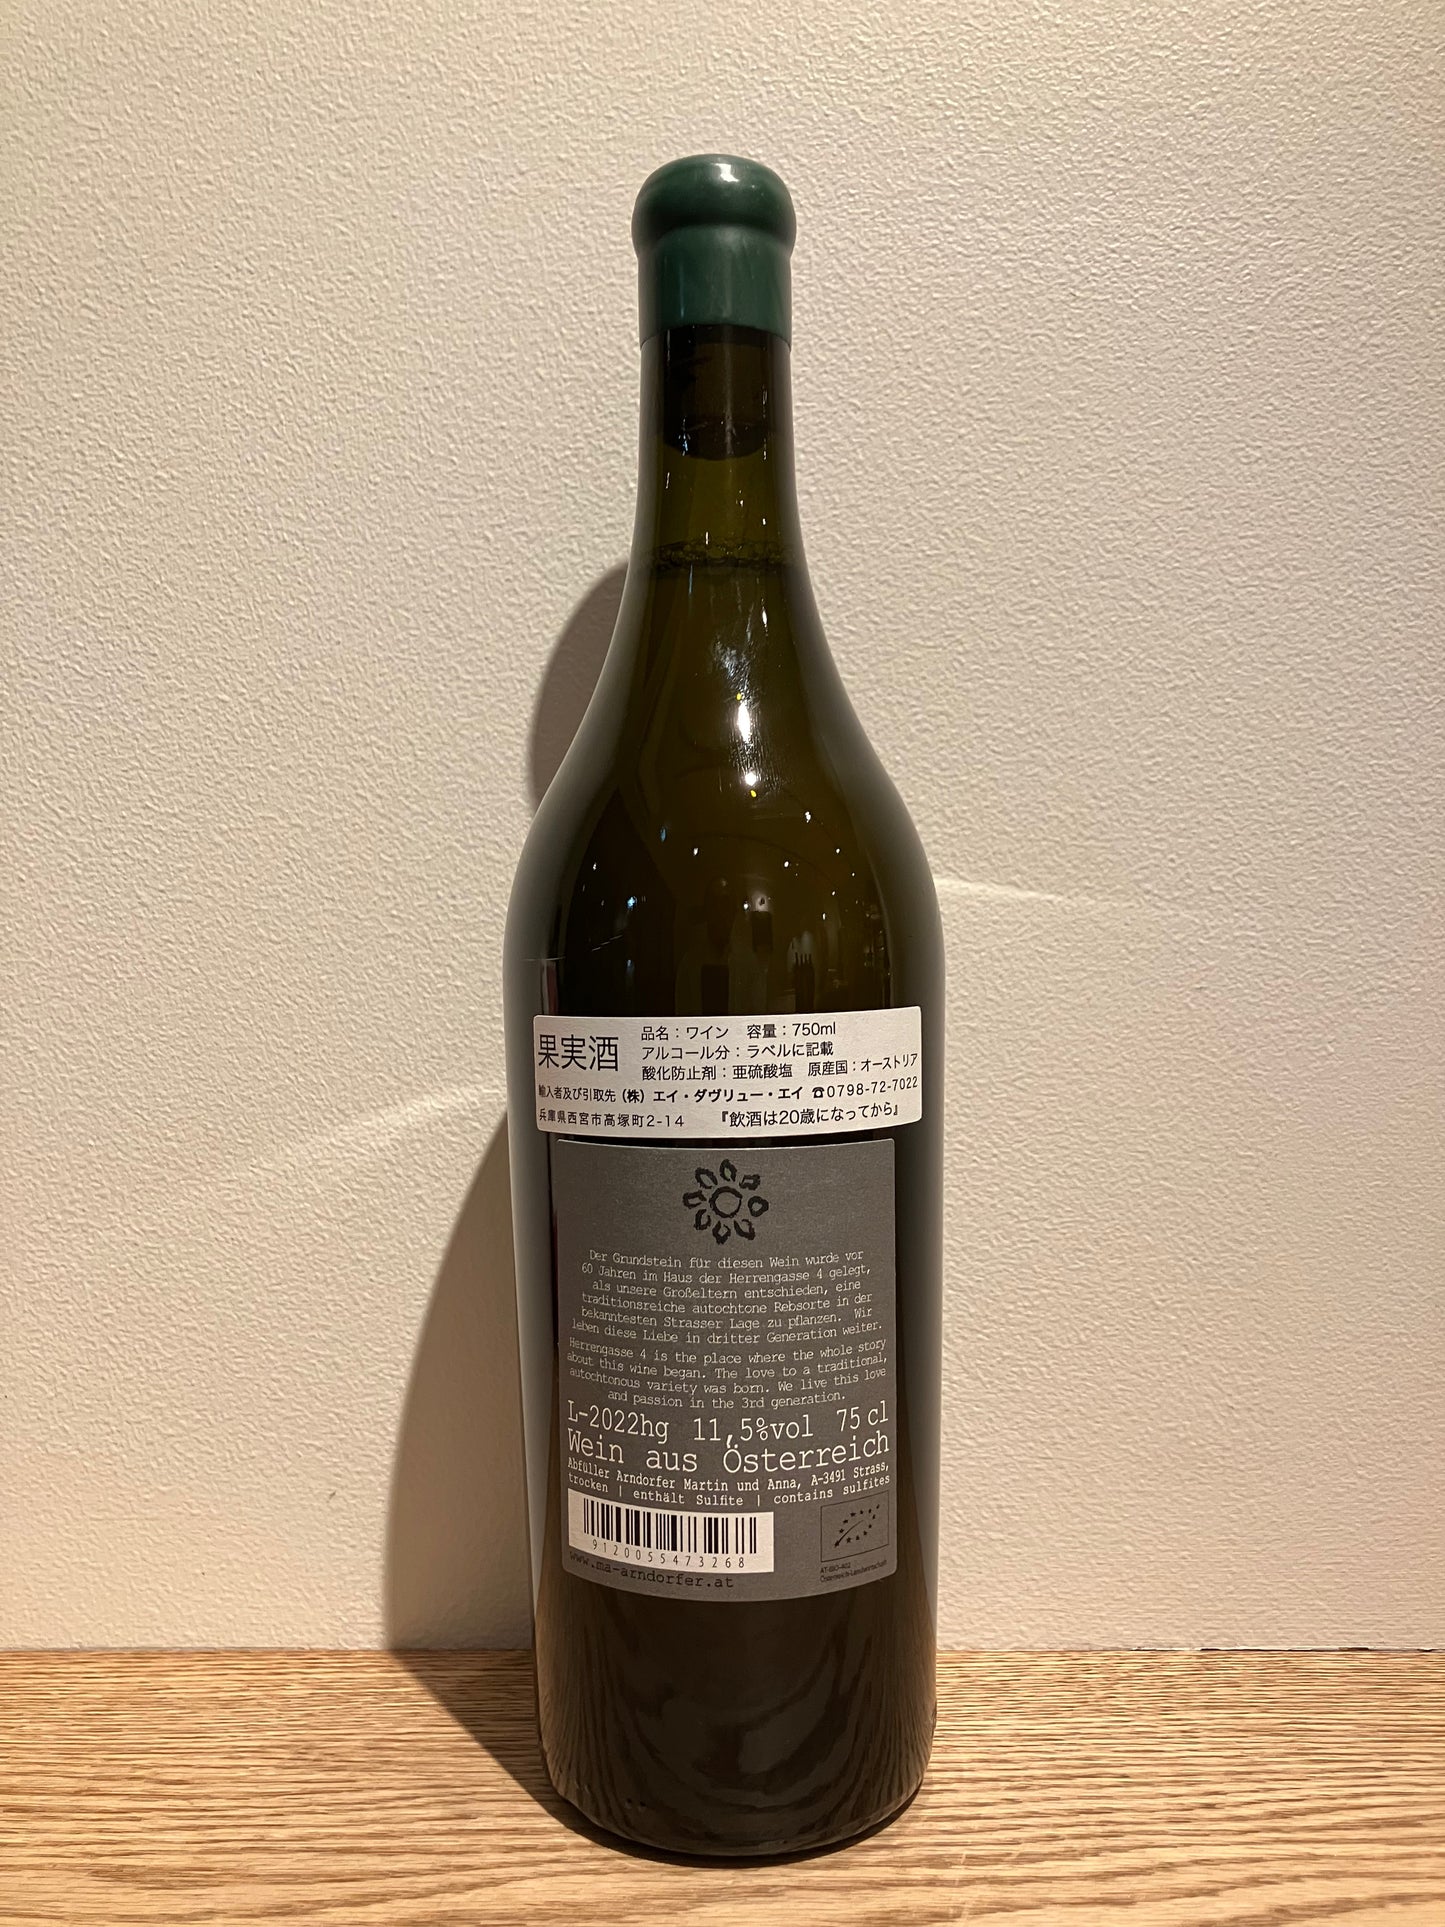 果実酒
品名：ワイン　容量：750ml
アルコール分：ラベルに記載
酸化防止剤：亜硫酸塩　原産国：オーストリア
輸入者及び引取先（株）エイ・ダヴリュー・エイ ☎0798-72-7022
兵庫県西宮市高塚町2-14　『飲酒は20歳になってから』
Der Grundstein für diesen Wein wurde vor
60 Jahren im Haus der Herrengasse 4 gelegt,
als unsere Großeltern entschieden, eine
traditionsreiche autochtone Rebsorte in der
bekanntesten Strasser Lage zu pflanzen. Wir
leben diese Liebe in dritter Generation weiter.
Herrengasse 4 is the place where the whole story
about this wine began. The love to a traditional,
autochtonous variety was born. We live this love
and passion in the 3rd generation.
L-2022hg 11,5%vol 75 cl
Wein aus Österreich
Abfüller Arndorfer Martin und Anna, A-3491 Strass,
trocken | enthält Sulfite | contains sulfites
9120055473268
www.ma-arndorfer.at
AT-BIO-402
Österreich-Landwirtschaft